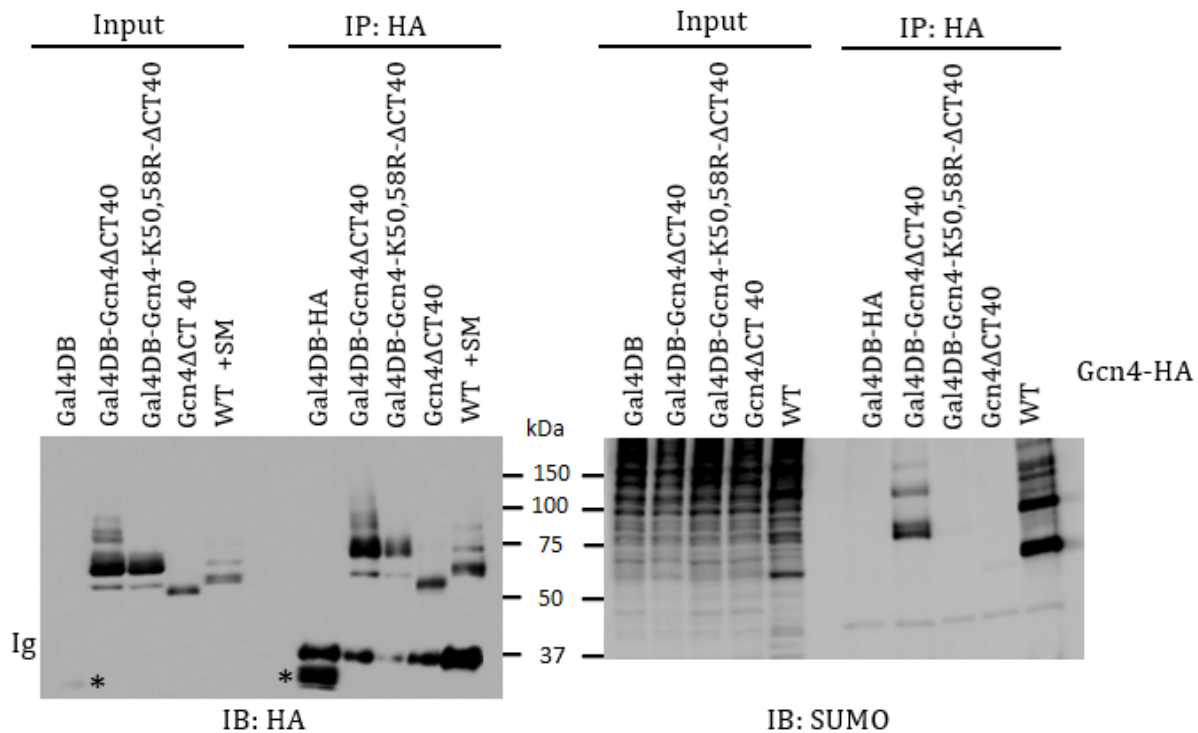 Input
IP: HA
Input
IP: HA
Gal4DB
Gal4DB-Gcn4ΔCT40
Gal4DB-Gcn4-K50,58R-ΔCT40
Gcn4ΔCT 40
WT +SM
Gal4DB-HA
Gal4DB-Gcn4ΔCT40
Gal4DB-Gcn4-K50,58R-ΔCT40
Gcn4ΔCT40
WT +SM
Gal4DB
Gal4DB-Gcn4ΔCT40
Gal4DB-Gcn4-K50,58R-ΔCT40
Gcn4ΔCT 40
WT
Gal4DB-HA
Gal4DB-Gcn4ΔCT40
Gal4DB-Gcn4-K50,58R-ΔCT40
Gcn4ΔCT40
WT
Gcn4-HA
kDa
150
100
75
50
37
Ig
*
*
IB: HA
IB: SUMO